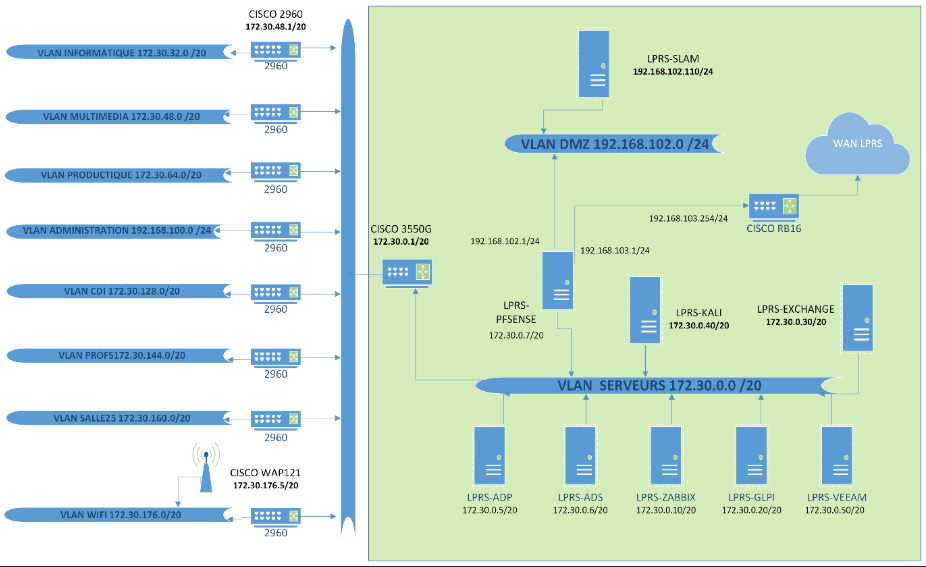 CISCO 2960
172.30.48.1/20
VLAN INFORMATIQUE 172.30.32.0 /20
2960
VLAN MULTIMEDIA 172.30.48.0 /20
2960
VLAN PRODUCTIQUE 172.30.64.0/20
2960
VLAN ADMINISTRATION 192.168.100.0 /24
2960
VLAN CDI 172.30.128.0/20
2960
VLAN PROFS172.30.144.0/20
2960
VLAN SALLE25 172.30.160.0/20
2960
CISCO WAP121
172.30.176.5/20
VLAN WIFI 172.30.176.0/20
2960
CISCO 3550G
172.30.0.1/20
LPRS-SLAM
192.168.102.110/24
VLAN DMZ 192.168.102.0 /24
WAN LPRS
192.168.103.254/24
CISCO RB16
192.168.102.1/24
192.168.103.1/24
LPRS-
PFSENSE
172.30.0.7/20
LPRS-KALI
172.30.0.40/20
LPRS-EXCHANGE
172.30.0.30/20
VLAN SERVEURS 172.30.0.0 /20
LPRS-ADP
172.30.0.5/20
LPRS-ADS
172.30.0.6/20
LPRS-ZABBIX
172.30.0.10/20
LPRS-GLPI
172.30.0.20/20
LPRS-VEEAM
172.30.0.50/20